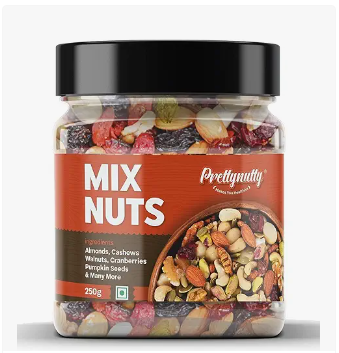 MIX
NUTS
Prettynutty
Ingredients
Almonds, Cashews
Walnuts, Cranberries
Pumpkin Seeds
& Many More
250g